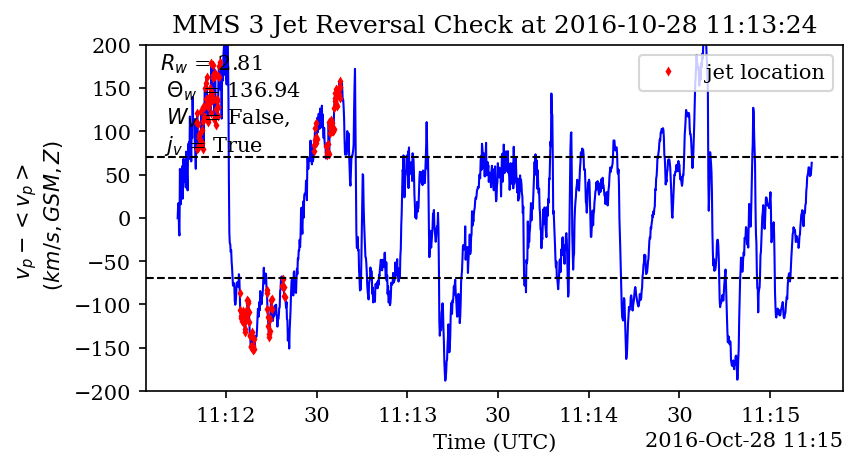 MMS 3 Jet Reversal Check at 2016-10-28 11:13:24
R_w = 2.81
Θ_w = 136.94
W_v = False,
j_v = True
jet location
200
150
100
50
0
−50
−100
−150
−200
v_p − < v_p >
(km/s, GSM, Z)
11:12 30 11:13 30 11:14 30 11:15
Time (UTC)
2016-Oct-28 11:15